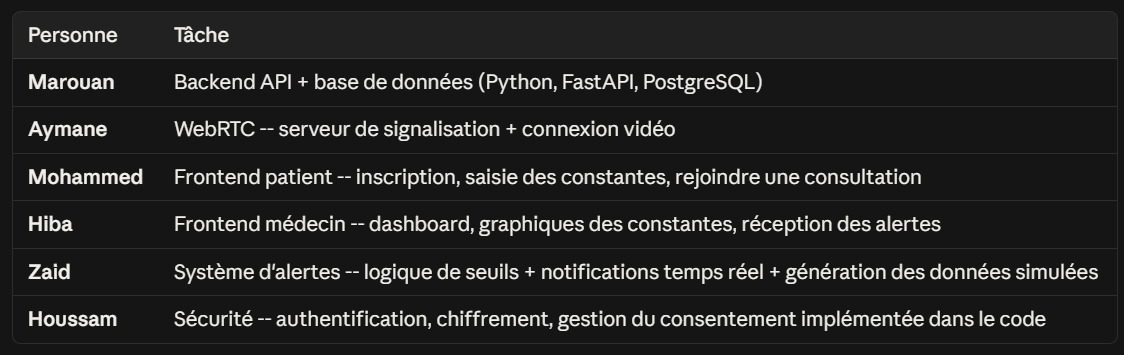 Personne Tâche
Marouan Backend API + base de données (Python, FastAPI, PostgreSQL)
Aymane WebRTC -- serveur de signalisation + connexion vidéo
Mohammed Frontend patient -- inscription, saisie des constantes, rejoindre une consultation
Hiba Frontend médecin -- dashboard, graphiques des constantes, réception des alertes
Zaid Système d'alertes -- logique de seuils + notifications temps réel + génération des données simulées
Houssam Sécurité -- authentification, chiffrement, gestion du consentement implémentée dans le code